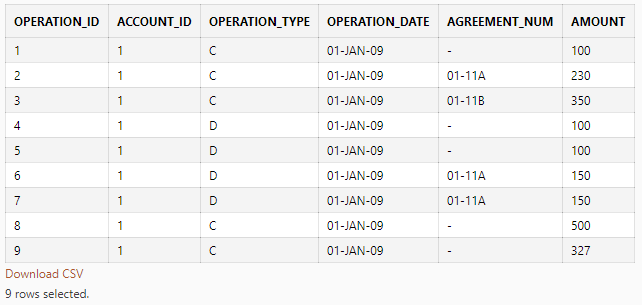 OPERATION_ID ACCOUNT_ID OPERATION_TYPE OPERATION_DATE AGREEMENT_NUM AMOUNT
1 1 C 01-JAN-09 - 100
2 1 C 01-JAN-09 01-11A 230
3 1 C 01-JAN-09 01-11B 350
4 1 D 01-JAN-09 - 100
5 1 D 01-JAN-09 - 100
6 1 D 01-JAN-09 01-11A 150
7 1 D 01-JAN-09 01-11A 150
8 1 C 01-JAN-09 - 500
9 1 C 01-JAN-09 - 327
Download CSV
9 rows selected.